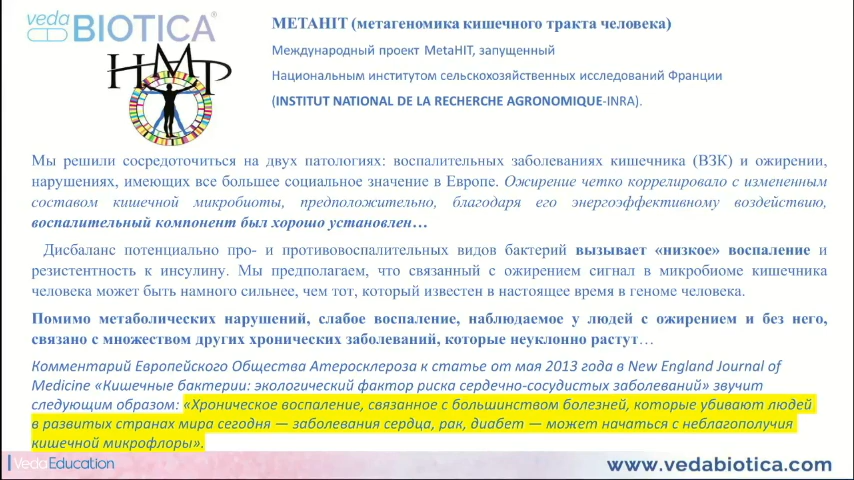 veda
BIOTICA®
HMP
METAHIT (метагеномика кишечного тракта человека)
Международный проект MetaHIT, запущенный
Национальным институтом сельскохозяйственных исследований Франции
(INSTITUT NATIONAL DE LA RECHERCHE AGRONOMIQUE-INRA).
Мы решили сосредоточиться на двух патологиях: воспалительных заболеваниях кишечника (ВЗК) и ожирении,
нарушениях, имеющих все большее социальное значение в Европе. Ожирение четко коррелировало с измененным
составом кишечной микробиоты, предположительно, благодаря его энергоэффективному воздействию,
воспалительный компонент был хорошо установлен…
Дисбаланс потенциально про- и противовоспалительных видов бактерий вызывает «низкое» воспаление и
резистентность к инсулину. Мы предполагаем, что связанный с ожирением сигнал в микробиоме кишечника
человека может быть намного сильнее, чем тот, который известен в настоящее время в геноме человека.
Помимо метаболических нарушений, слабое воспаление, наблюдаемое у людей с ожирением и без него,
связано с множеством других хронических заболеваний, которые неуклонно растут…
Комментарий Европейского Общества Атеросклероза к статье от мая 2013 года в New England Journal of
Medicine «Кишечные бактерии: экологический фактор риска сердечно-сосудистых заболеваний» звучит
следующим образом: «Хроническое воспаление, связанное с большинством болезней, которые убивают людей
в развитых странах мира сегодня — заболевания сердца, рак, диабет — может начаться с неблагополучия
кишечной микрофлоры».
VedaEducation
www.vedabiotica.com